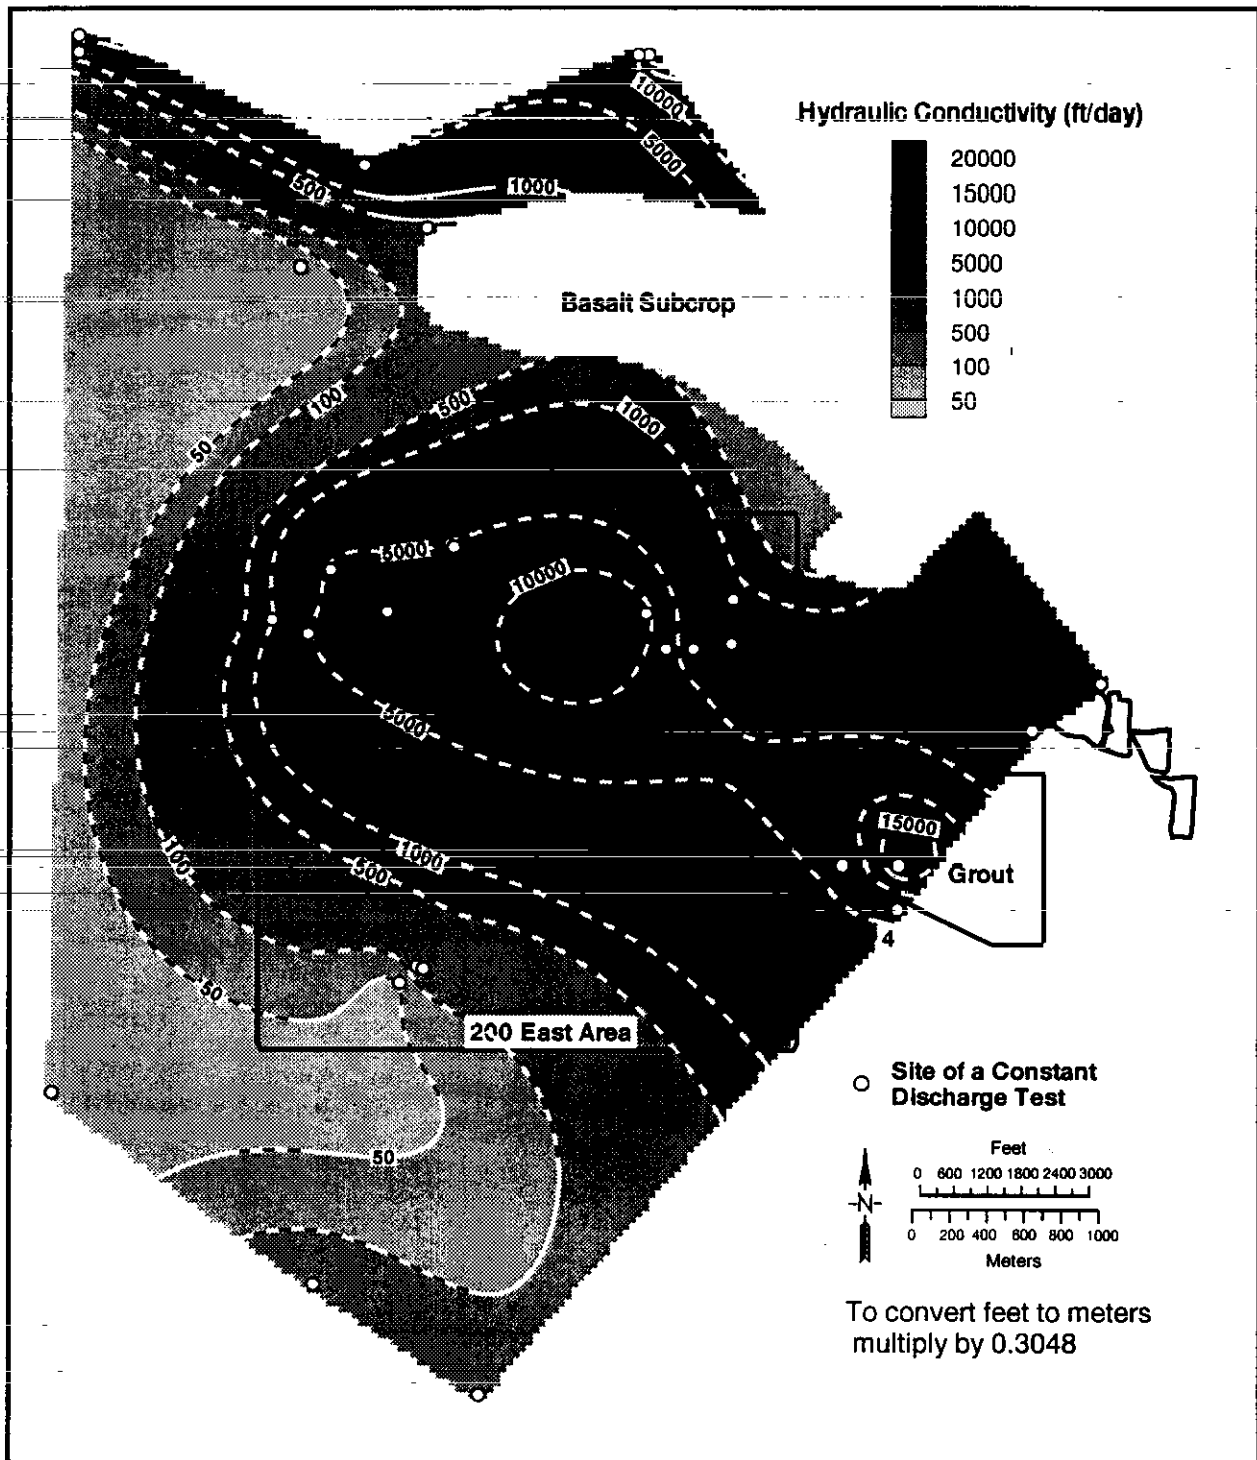 Hydraulic Conductivity (ft/day)
20000
15000
10000
5000
1000
500
100
50
10000
5000
500
1000
Basalt Subcrop
500
1000
100
50
5000
10000
5000
15000
Grout
1000
500
100
4
50
200 East Area
50
Site of a Constant
Discharge Test
Feet
0 600 1200 1800 2400 3000
N
0 200 400 600 800 1000
Meters
To convert feet to meters
multiply by 0.3048